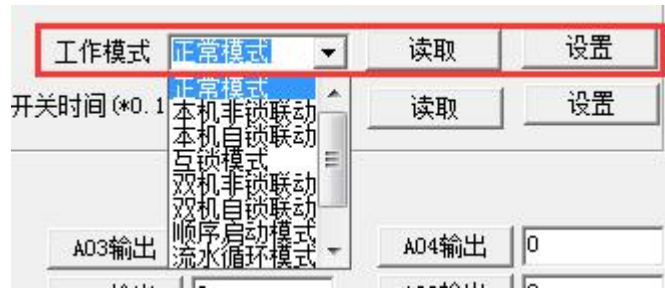 工作模式 正常模式 读取 设置
正常模式
开关时间(*0.1 读取 设置
本机非锁联动
本机自锁联动
互锁模式
双机非锁联动
双机自锁联动
顺序启动模式
A03输出 A04输出 0
流水循环模式